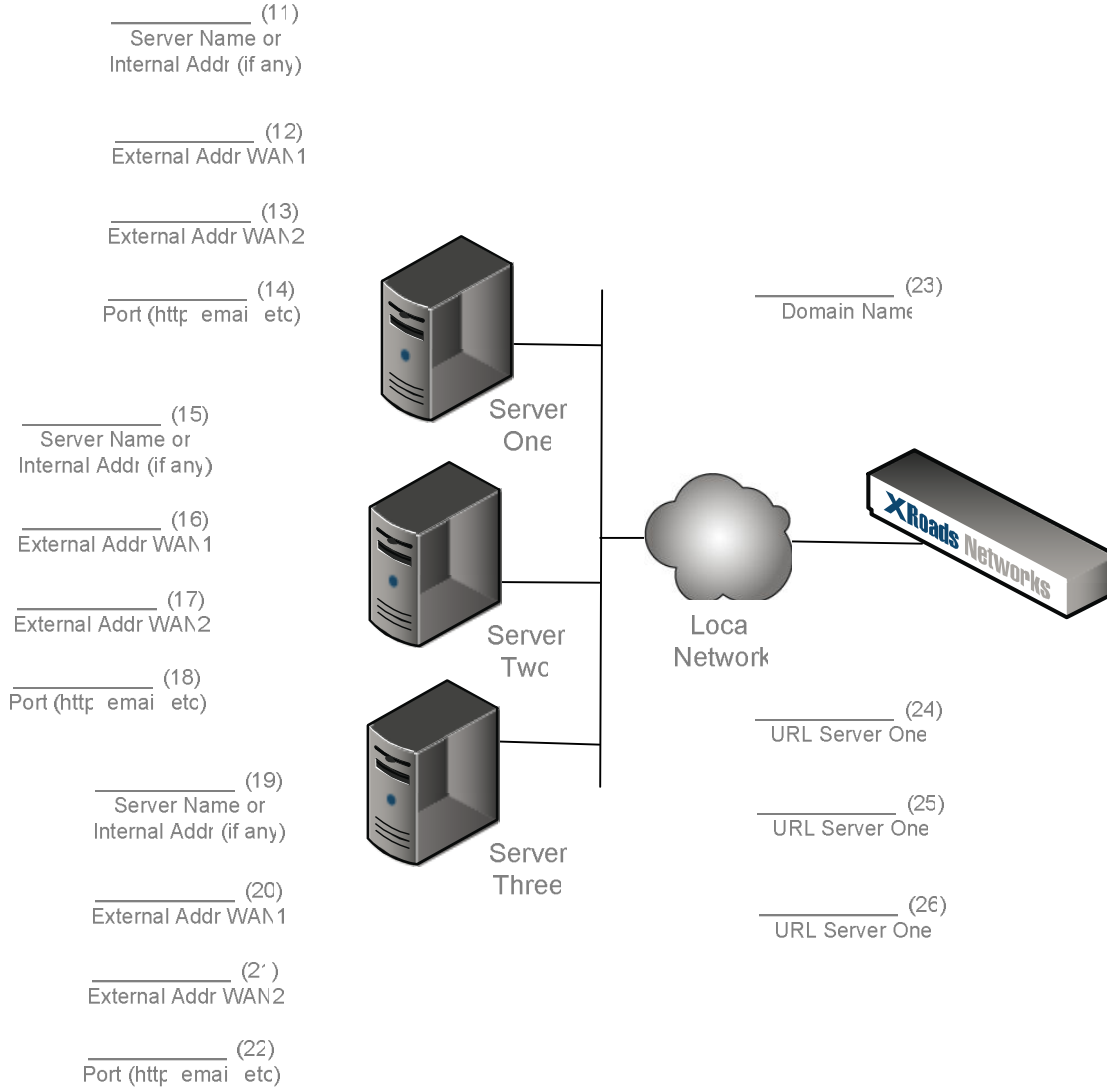 (11)
Server Name or
Internal Addr (if any)
(12)
External Addr WAN1
(13)
External Addr WAN2
(14)
Port (http emai etc)
(15)
Server Name or
Internal Addr (if any)
(16)
External Addr WAN1
(17)
External Addr WAN2
(18)
Port (http emai etc)
(19)
Server Name or
Internal Addr (if any)
(20)
External Addr WAN1
(21)
External Addr WAN2
(22)
Port (http emai etc)
Server
One
Server
Two
Server
Three
Loca
Network
(23)
Domain Name
XRoads Networks
(24)
URL Server One
(25)
URL Server One
(26)
URL Server One